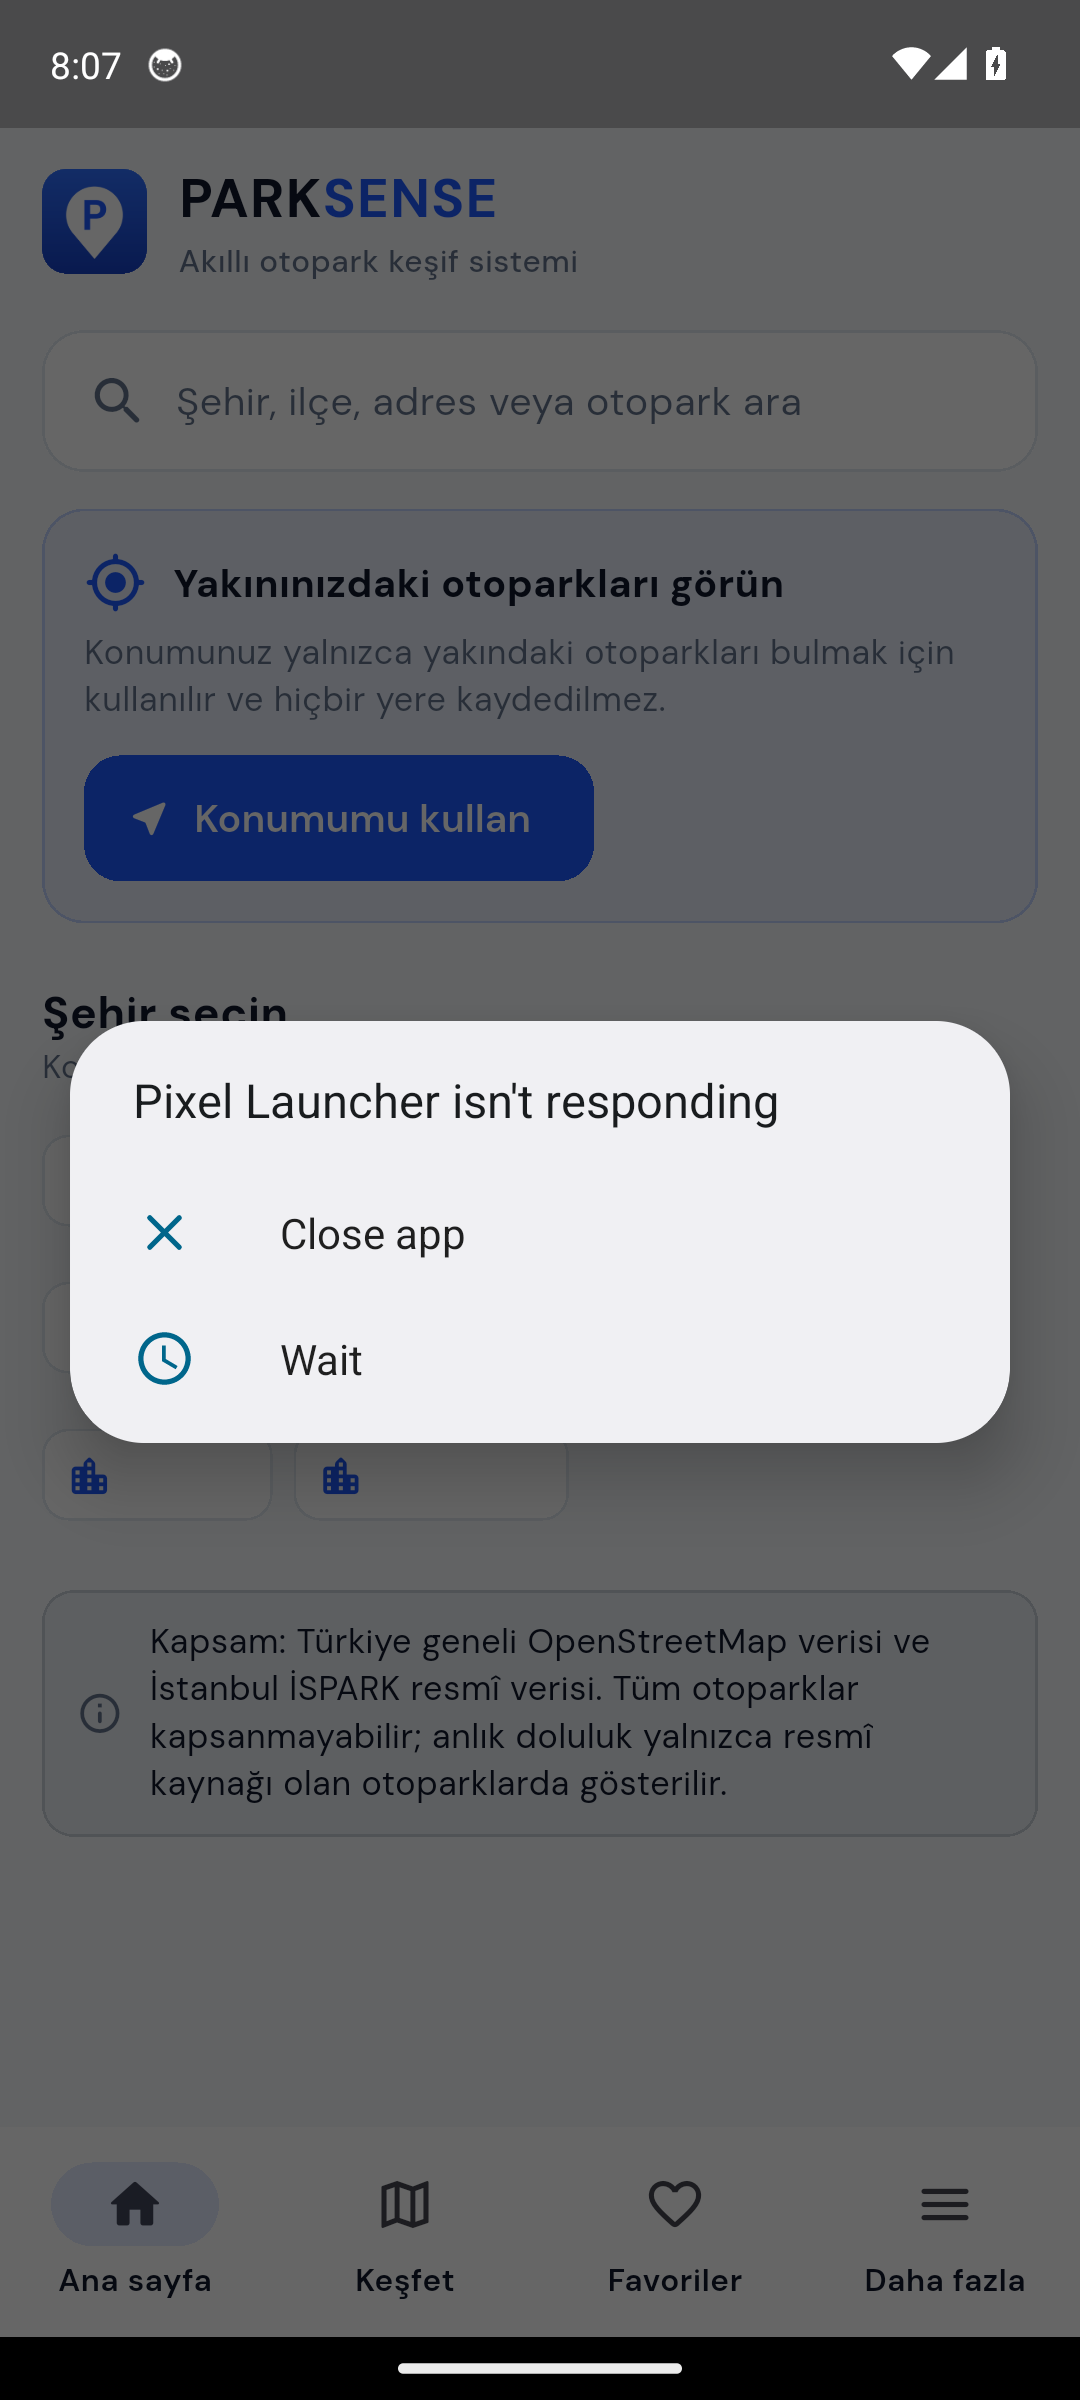 8:07
PARKSENSE
Akıllı otopark keşif sistemi
Şehir, ilçe, adres veya otopark ara
Yakınınızdaki otoparkları görün
Konumunuz yalnızca yakındaki otoparkları bulmak için
kullanılır ve hiçbir yere kaydedilmez.
Konumumu kullan
Şehir seçin
Pixel Launcher isn't responding
Close app
Wait
Kapsam: Türkiye geneli OpenStreetMap verisi ve
İstanbul İSPARK resmî verisi. Tüm otoparklar
kapsanmayabilir; anlık doluluk yalnızca resmî
kaynağı olan otoparklarda gösterilir.
Ana sayfa
Keşfet
Favoriler
Daha fazla